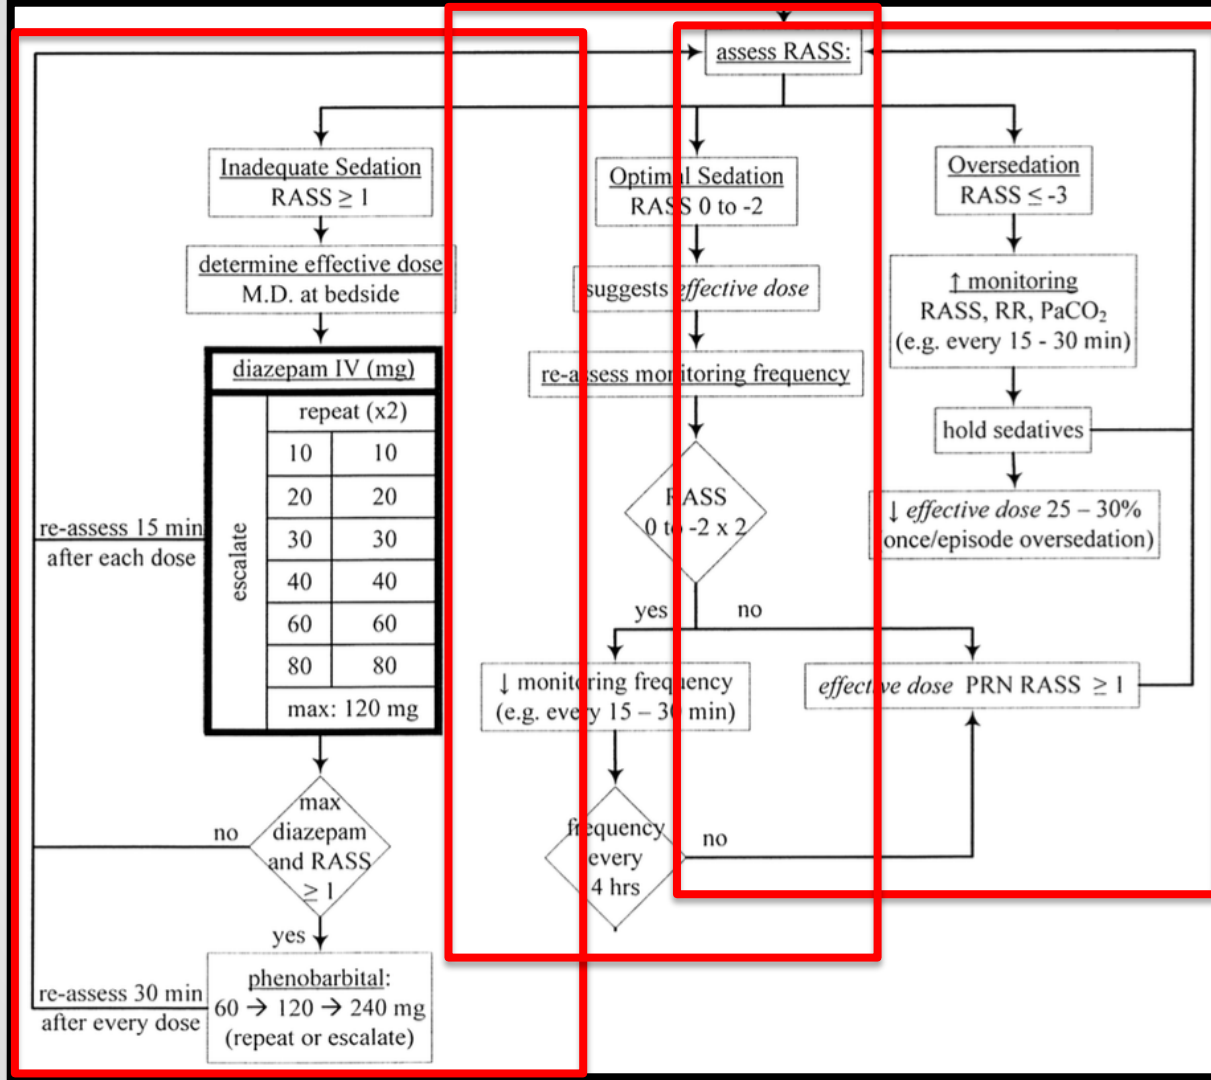 assess RASS:
Inadequate Sedation
RASS ≥ 1
determine effective dose
M.D. at bedside
diazepam IV (mg)
repeat (x2)
escalate
10 10
20 20
30 30
40 40
60 60
80 80
max: 120 mg
re-assess 15 min
after each dose
max
diazepam
and RASS
≥ 1
no
yes
phenobarbital:
60 → 120 → 240 mg
(repeat or escalate)
re-assess 30 min
after every dose
Optimal Sedation
RASS 0 to -2
suggests effective dose
re-assess monitoring frequency
RASS
0 to -2 x 2
yes
no
↓ monitoring frequency
(e.g. every 15 – 30 min)
frequency
every
4 hrs
no
effective dose PRN RASS ≥ 1
Oversedation
RASS ≤ -3
↑ monitoring
RASS, RR, PaCO₂
(e.g. every 15 - 30 min)
hold sedatives
↓ effective dose 25 – 30%
once/episode oversedation)